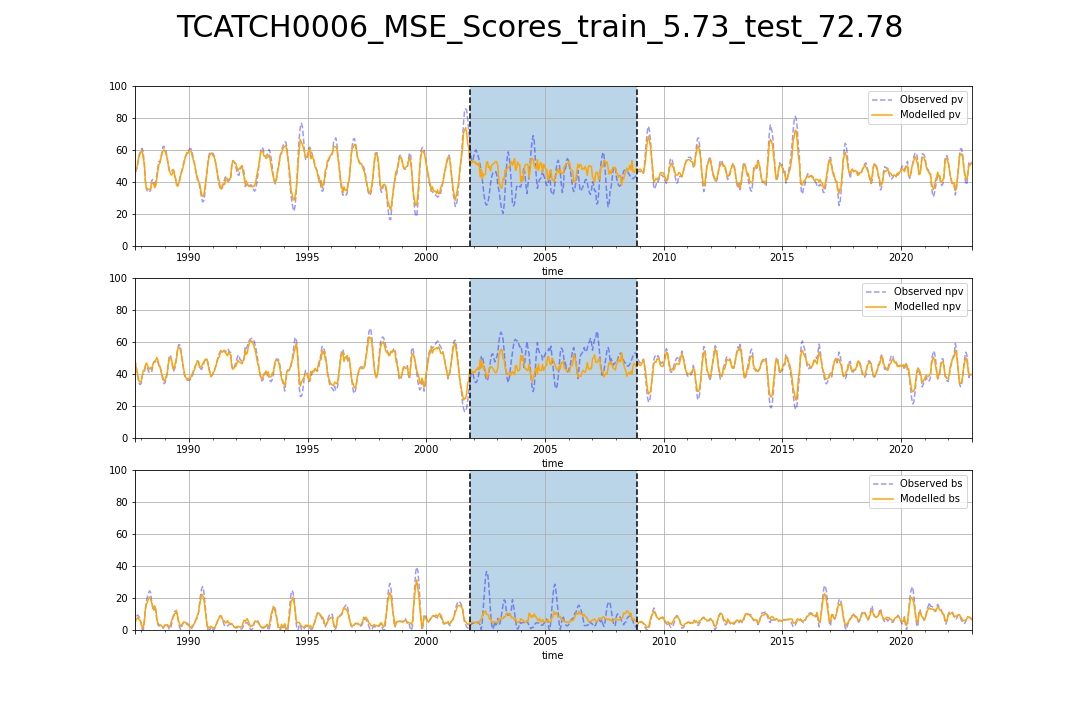 TCATCH0006_MSE_Scores_train_5.73_test_72.78
100
80
60
40
20
0
Observed pv
Modelled pv
1990 1995 2000 2005 2010 2015 2020
time
100
80
60
40
20
0
Observed npv
Modelled npv
1990 1995 2000 2005 2010 2015 2020
time
100
80
60
40
20
0
Observed bs
Modelled bs
1990 1995 2000 2005 2010 2015 2020
time